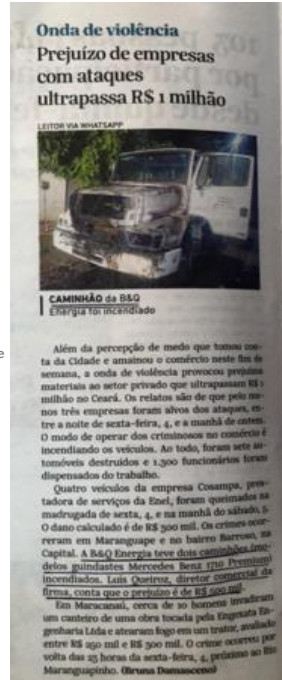 Onda de violência
Prejuízo de empresas
com ataques
ultrapassa R$ 1 milhão
LEITOR VIA WHATSAPP
CAMINHÃO da B&Q
Energia foi incendiado
Além da percepção de medo que tomou con-
ta da Cidade e amainou o comércio neste fim de
semana, a onda de violência provocou prejuízos
materiais ao setor privado que ultrapassam R$ 1
milhão no Ceará. Os relatos são de que pelo me-
nos três empresas foram alvos dos ataques, en-
tre a noite de sexta-feira, 4, e a manhã de ontem.
O modo de operar dos criminosos no comércio é
incendiando os veículos. Ao todo, foram sete au-
tomóveis destruídos e 1.300 funcionários foram
dispensados do trabalho.
Quatro veículos da empresa Cosampa, pres-
tadora de serviços da Enel, foram queimados na
madrugada de sexta, 4, e na manhã do sábado, 5.
O dano calculado é de R$ 300 mil. Os crimes ocor-
reram em Maranguape e no bairro Barroso, na
Capital. A B&Q Energia teve dois caminhões (mo-
delos guindastes Mercedes Benz 1710 Premium)
incendiados. Luis Queiroz, diretor comercial da
firma, conta que o prejuízo é de R$ 500 mil.
Em Maracanaú, cerca de 10 homens invadiram
um canteiro de uma obra tocada pela Engexata En-
genharia Ltda e atearam fogo em um trator, avaliado
entre R$ 250 mil e R$ 300 mil. O crime ocorreu por
volta das 25 horas da sexta-feira, 4, próximo ao Rio
Maranguapinho. (Bruna Damasceno)